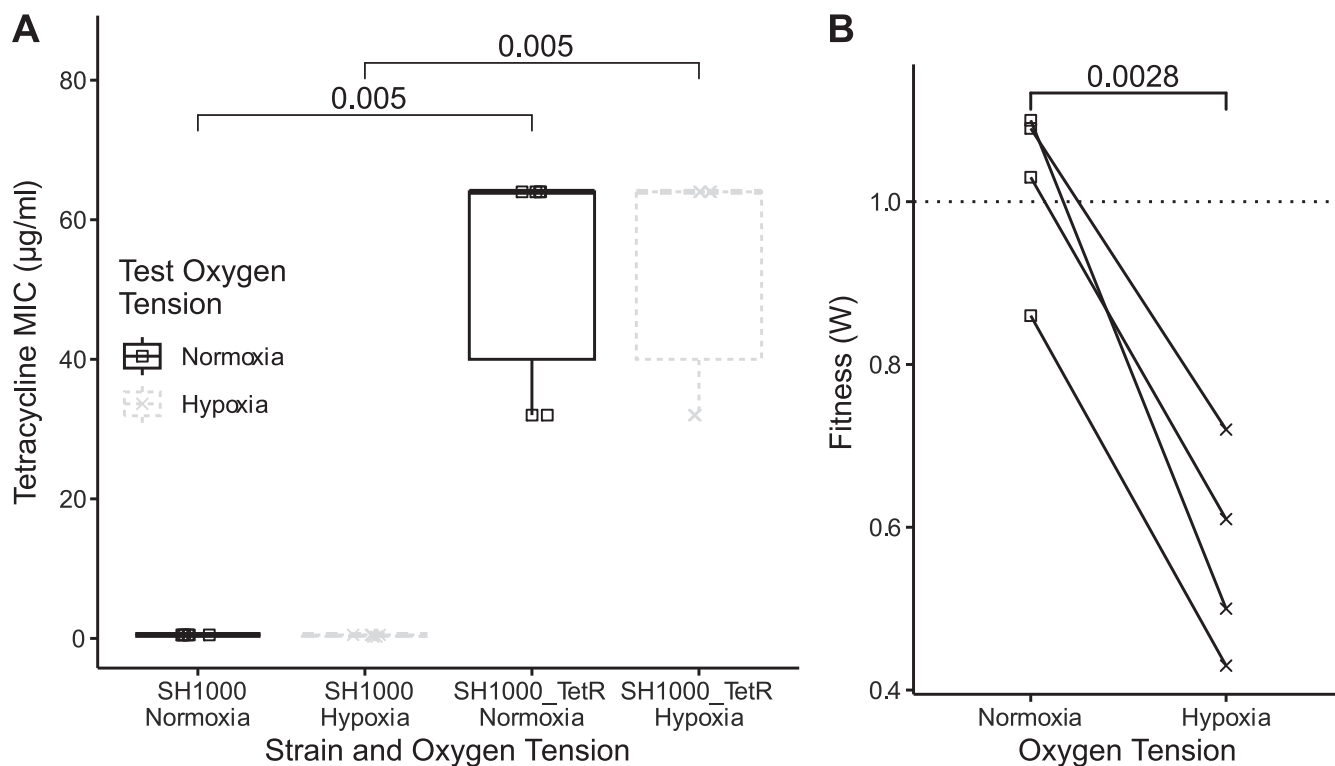 A
0.005
0.005
80
60
40
20
0
Tetracycline MIC (µg/ml)
Test Oxygen
Tension
Normoxia
Hypoxia
SH1000
Normoxia
SH1000
Hypoxia
SH1000_TetR
Normoxia
SH1000_TetR
Hypoxia
Strain and Oxygen Tension
B
0.0028
1.0
0.8
0.6
0.4
Fitness (W)
Normoxia
Hypoxia
Oxygen Tension